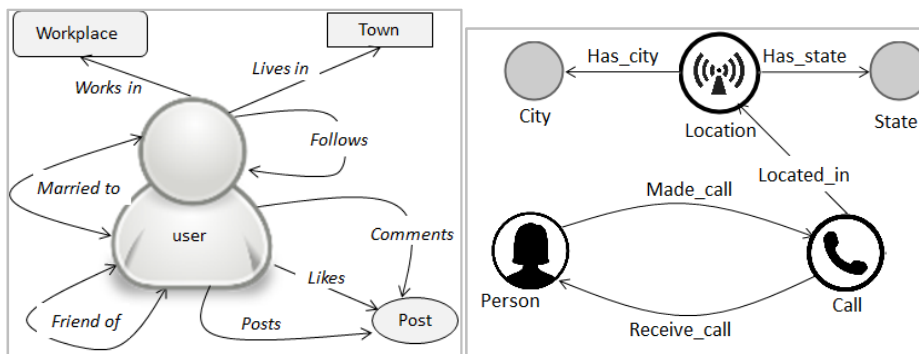 Workplace
Town
Works in
Lives in
Follows
Married to
user
Comments
Likes
Friend of
Posts
Post
Has_city
Has_state
City
Location
State
Located_in
Made_call
Person
Call
Receive_call